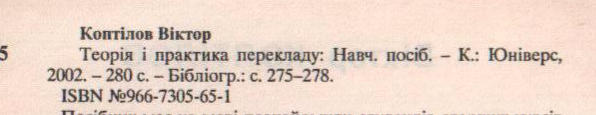 Коптілов Віктор
5 Теорія і практика перекладу: Навч. посіб. – К.: Юніверс,
2002. – 280 с. – Бібліогр.: с. 275–278.
ISBN №966-7305-65-1